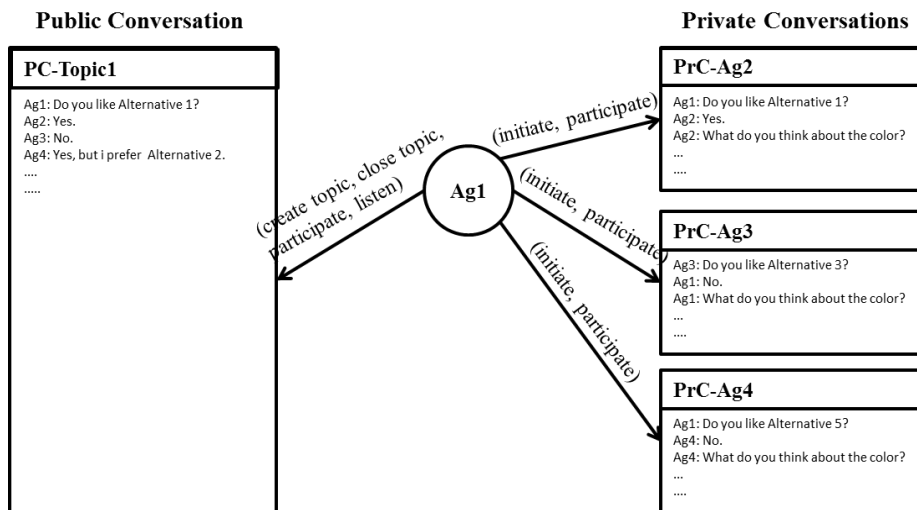 Public Conversation
PC-Topic1
Ag1: Do you like Alternative 1?
Ag2: Yes.
Ag3: No.
Ag4: Yes, but i prefer Alternative 2.
....
.....
(create topic, close topic,
participate, listen)
Ag1
(initiate, participate)
(initiate, participate)
(initiate, participate)
Private Conversations
PrC-Ag2
Ag1: Do you like Alternative 1?
Ag2: Yes.
Ag2: What do you think about the color?
...
....
PrC-Ag3
Ag3: Do you like Alternative 3?
Ag1: No.
Ag1: What do you think about the color?
...
....
PrC-Ag4
Ag1: Do you like Alternative 5?
Ag4: No.
Ag4: What do you think about the color?
...
....